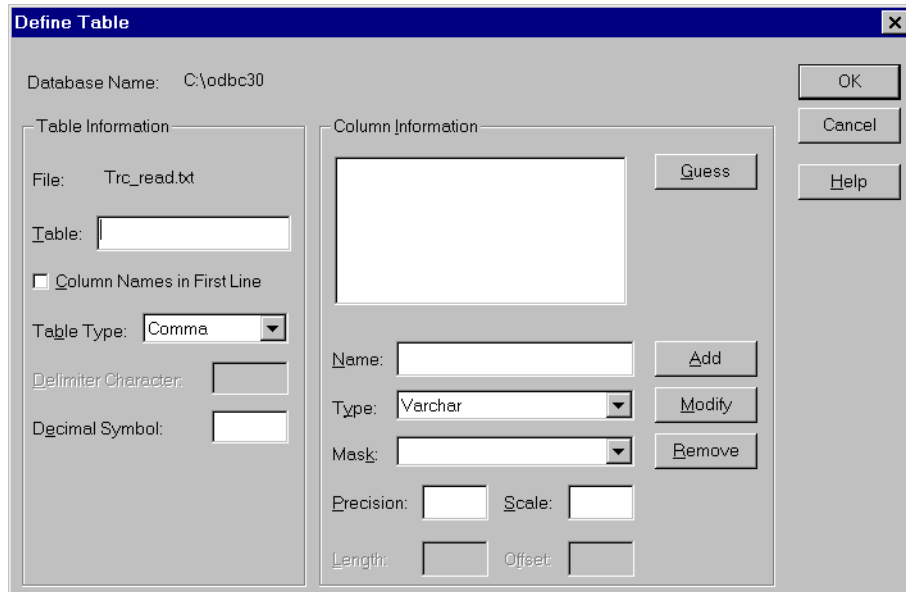 Define Table
Database Name: C:\odbc30
OK
Cancel
Help
Table Information
File: Trc_read.txt
Table:
Column Names in First Line
Table Type: Comma
Delimiter Character:
Decimal Symbol:
Column Information
Guess
Name:
Add
Type: Varchar
Modify
Mask:
Remove
Precision:
Scale:
Length:
Offset: